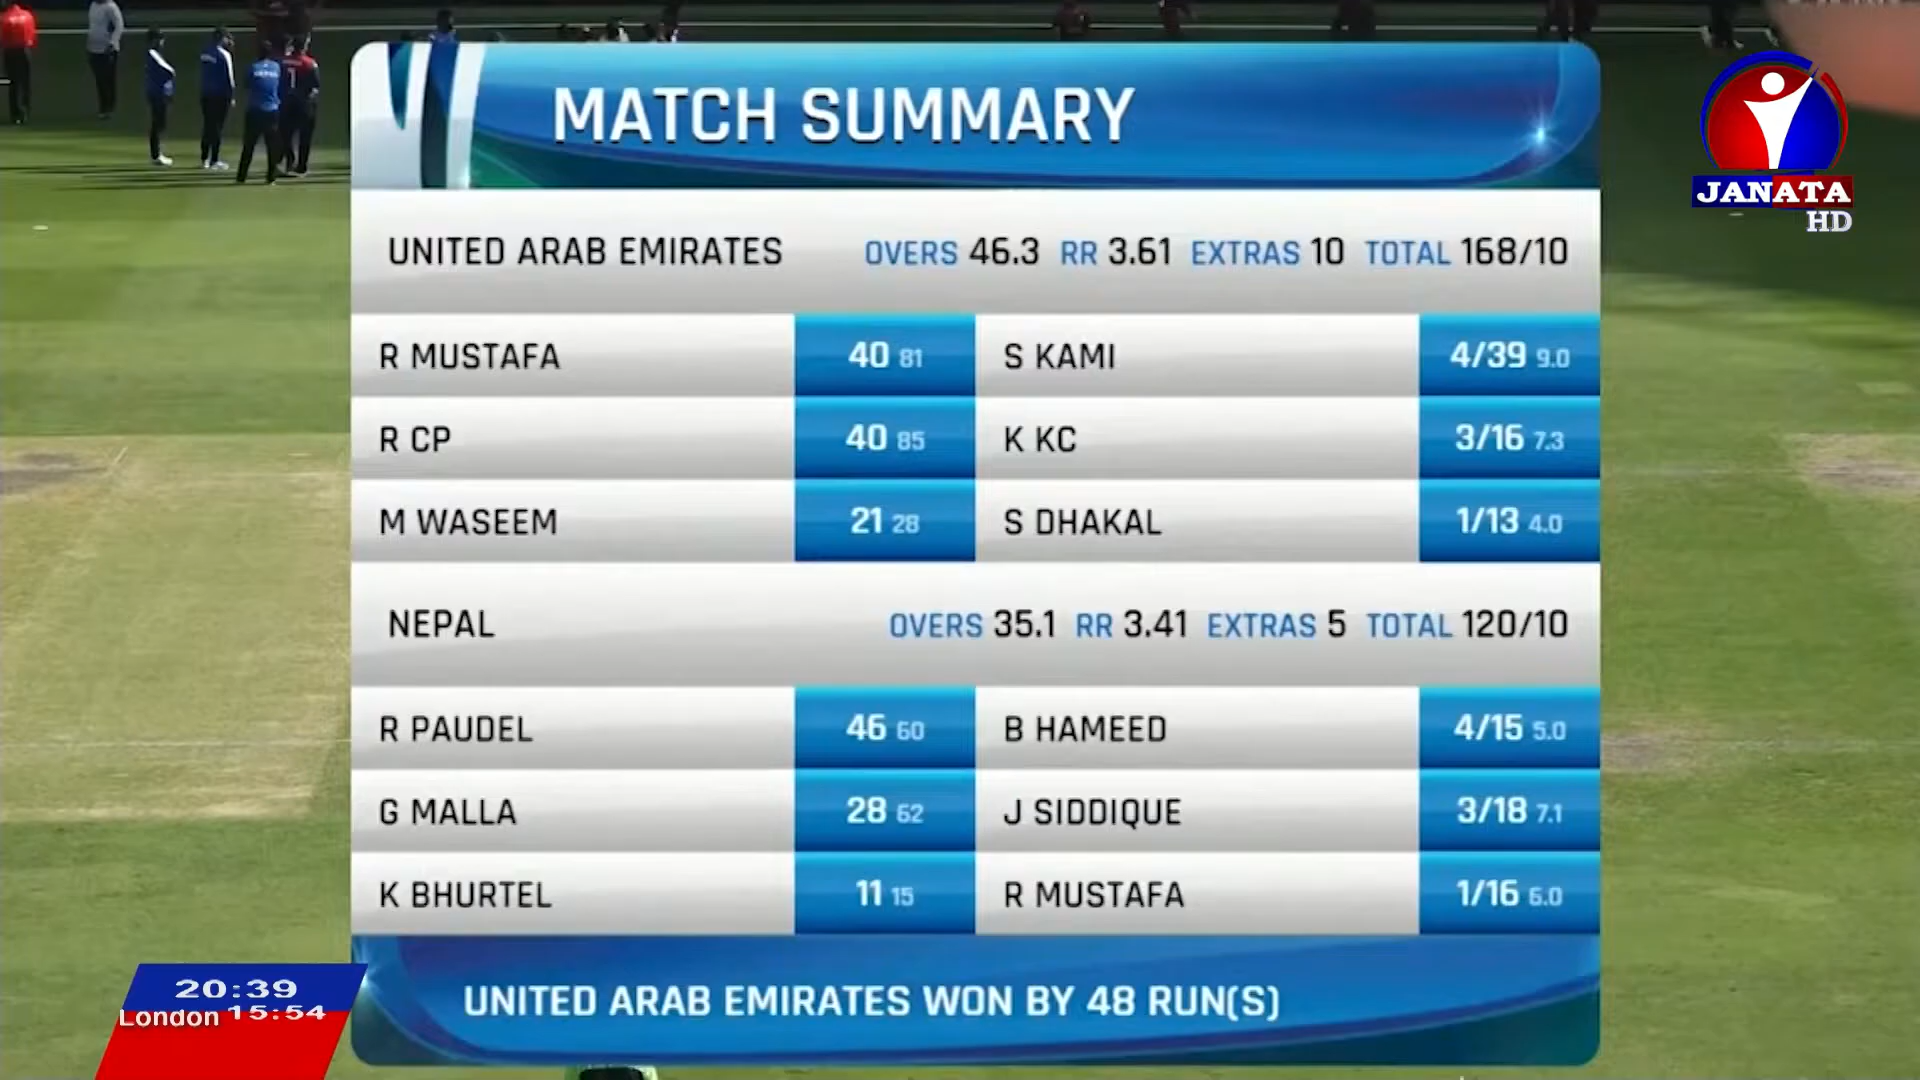 MATCH SUMMARY
JANATA
HD
UNITED ARAB EMIRATES OVERS 46.3 RR 3.61 EXTRAS 10 TOTAL 168/10
R MUSTAFA 40 81 S KAMI 4/39 9.0
R CP 40 85 K KC 3/16 7.3
M WASEEM 21 28 S DHAKAL 1/13 4.0
NEPAL OVERS 35.1 RR 3.41 EXTRAS 5 TOTAL 120/10
R PAUDEL 46 60 B HAMEED 4/15 5.0
G MALLA 28 62 J SIDDIQUE 3/18 7.1
K BHURTEL 11 15 R MUSTAFA 1/16 6.0
UNITED ARAB EMIRATES WON BY 48 RUN(S)
20:39
London 15:54